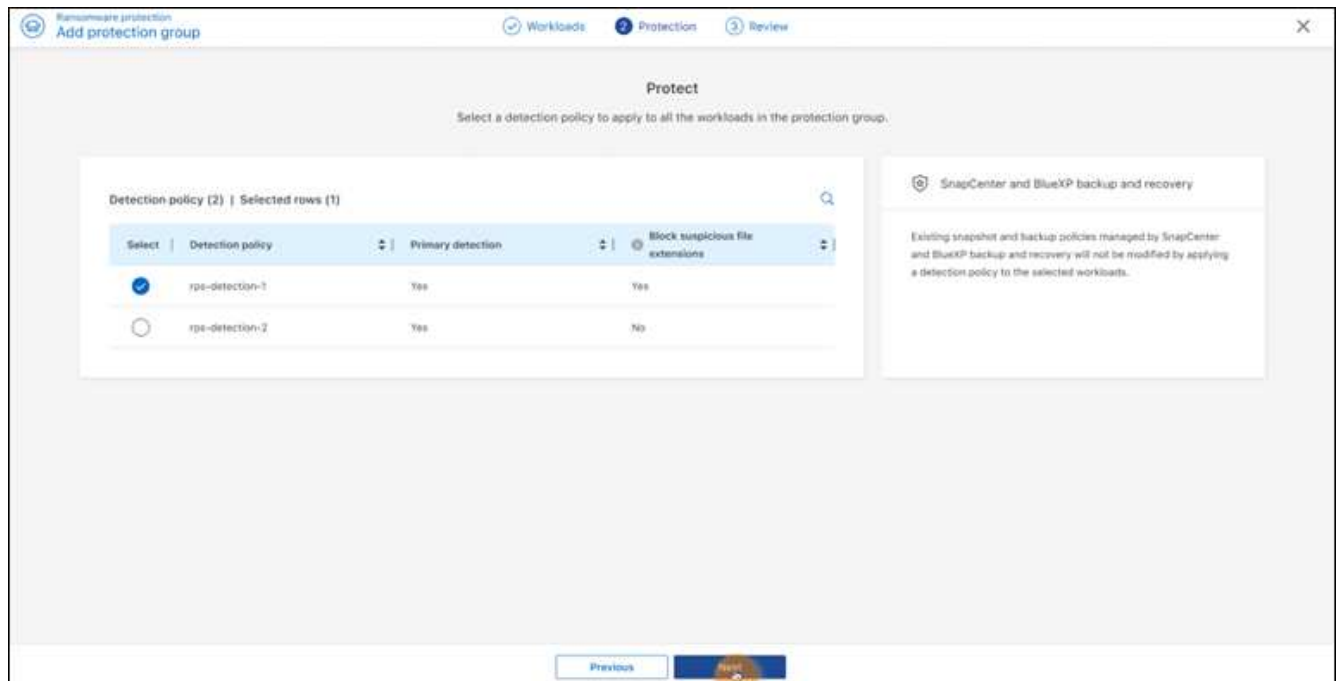 Ransomware protection
Add protection group
Workloads
2 Protection
3 Review
Protect
Select a detection policy to apply to all the workloads in the protection group.
Detection policy (2) | Selected rows (1)
Select Detection policy Primary detection Block suspicious file
extensions
rps-detection-1 Yes Yes
rps-detection-2 Yes No
SnapCenter and BlueXP backup and recovery
Existing snapshot and backup policies managed by SnapCenter
and BlueXP backup and recovery will not be modified by applying
a detection policy to the selected workloads.
Previous Next